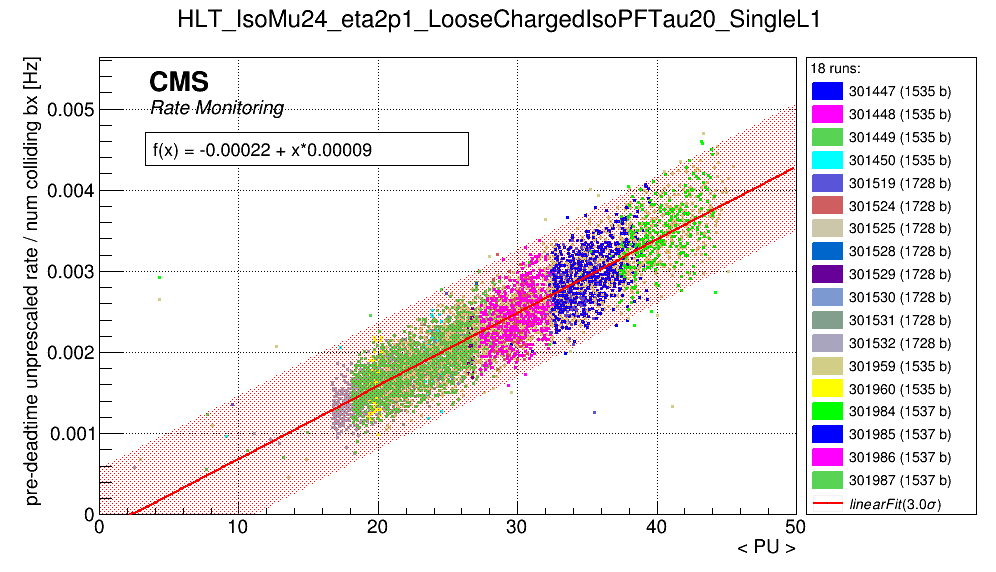 HLT_IsoMu24_eta2p1_LooseChargedIsoPFTau20_SingleL1
pre-deadtime unprescaled rate / num colliding bx [Hz]
CMS
Rate Monitoring
f(x) = -0.00022 + x*0.00009
0.005
0.004
0.003
0.002
0.001
0
0
10
20
30
40
50
< PU >
18 runs:
301447 (1535 b)
301448 (1535 b)
301449 (1535 b)
301450 (1535 b)
301519 (1728 b)
301524 (1728 b)
301525 (1728 b)
301528 (1728 b)
301529 (1728 b)
301530 (1728 b)
301531 (1728 b)
301532 (1728 b)
301959 (1535 b)
301960 (1535 b)
301984 (1537 b)
301985 (1537 b)
301986 (1537 b)
301987 (1537 b)
linearFit(3.0σ)